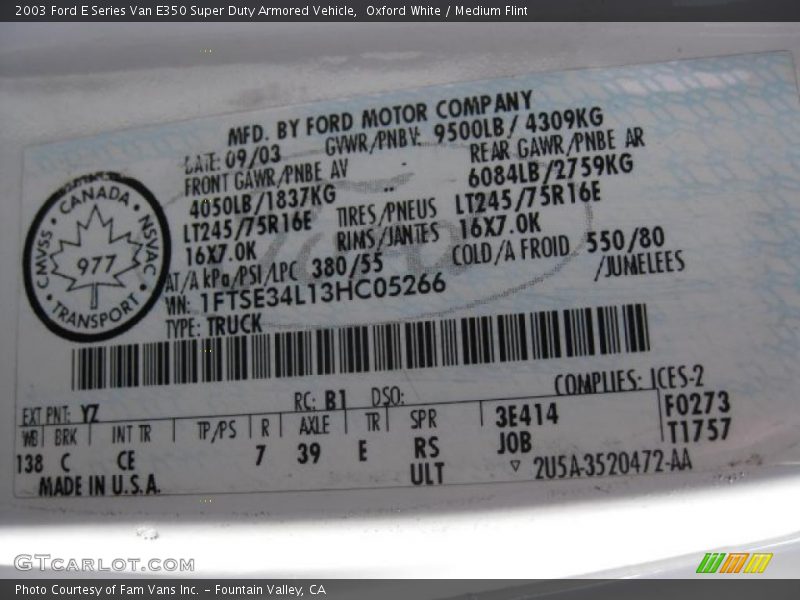 2003 Ford E Series Van E350 Super Duty Armored Vehicle,  Oxford White / Medium Flint
MFD. BY FORD MOTOR COMPANY
DATE: 09/03 GVWR/PNBV: 9500LB/ 4309KG
FRONT GAWR/PNBE AV REAR GAWR/PNBE AR
4050LB/1837KG 6084LB/2759KG
LT245/75R16E TIRES/PNEUS LT245/75R16E
16X7.0K RIMS/JANTES 16X7.0K
AT/A kPa/PSI/LPC 380/55 COLD/A FROID 550/80
VIN: 1FTSE34L13HC05266 /JUMELEES
TYPE: TRUCK
CANADA • NSVAC • TRANSPORT • CMVSS •
977
COMPLIES: ICES-2
EXT PNT: YZ RC: B1 DSO:
WB BRK INT TR TP/PS R AXLE TR SPR 3E414 F0273
138 C CE 7 39 E RS JOB T1757
ULT ▽ 2U5A-3520472-AA
MADE IN U.S.A.
GTCARLOT.COM
Photo Courtesy of Fam Vans Inc. – Fountain Valley, CA